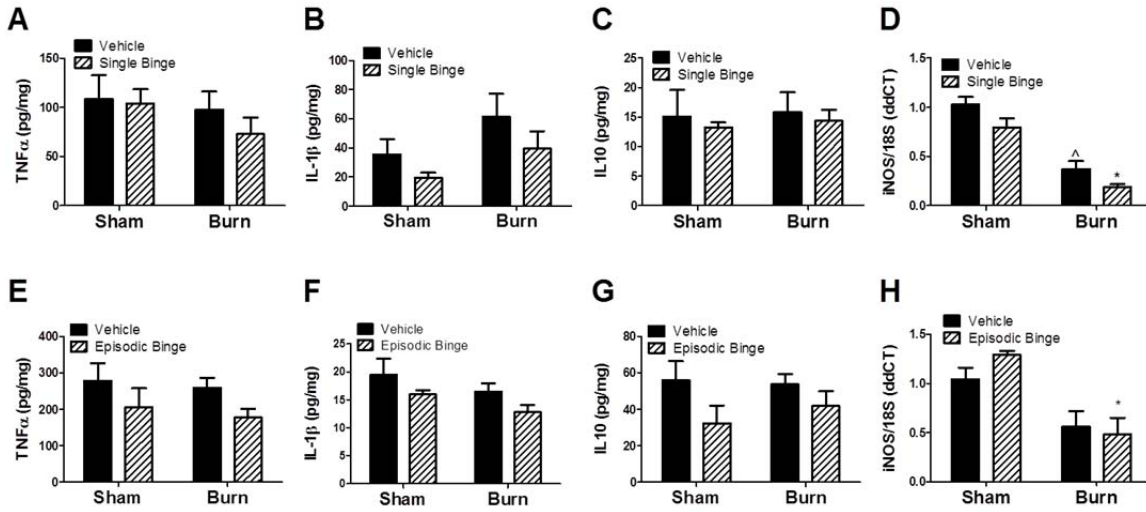 A
TNFα (pg/mg)
150
100
50
0
Vehicle
Single Binge
Sham Burn
B
IL-1β (pg/mg)
100
80
60
40
20
0
Vehicle
Single Binge
Sham Burn
C
IL10 (pg/mg)
25
20
15
10
5
0
Vehicle
Single Binge
Sham Burn
D
iNOS/18S (ddCT)
1.5
1.0
0.5
0.0
Vehicle
Single Binge
^
*
Sham Burn
E
TNFα (pg/mg)
400
300
200
100
0
Vehicle
Episodic Binge
Sham Burn
F
IL-1β (pg/mg)
25
20
15
10
5
0
Vehicle
Episodic Binge
Sham Burn
G
IL10 (pg/mg)
80
60
40
20
0
Vehicle
Episodic Binge
Sham Burn
H
iNOS/18S (ddCT)
1.5
1.0
0.5
0.0
Vehicle
Episodic Binge
*
Sham Burn